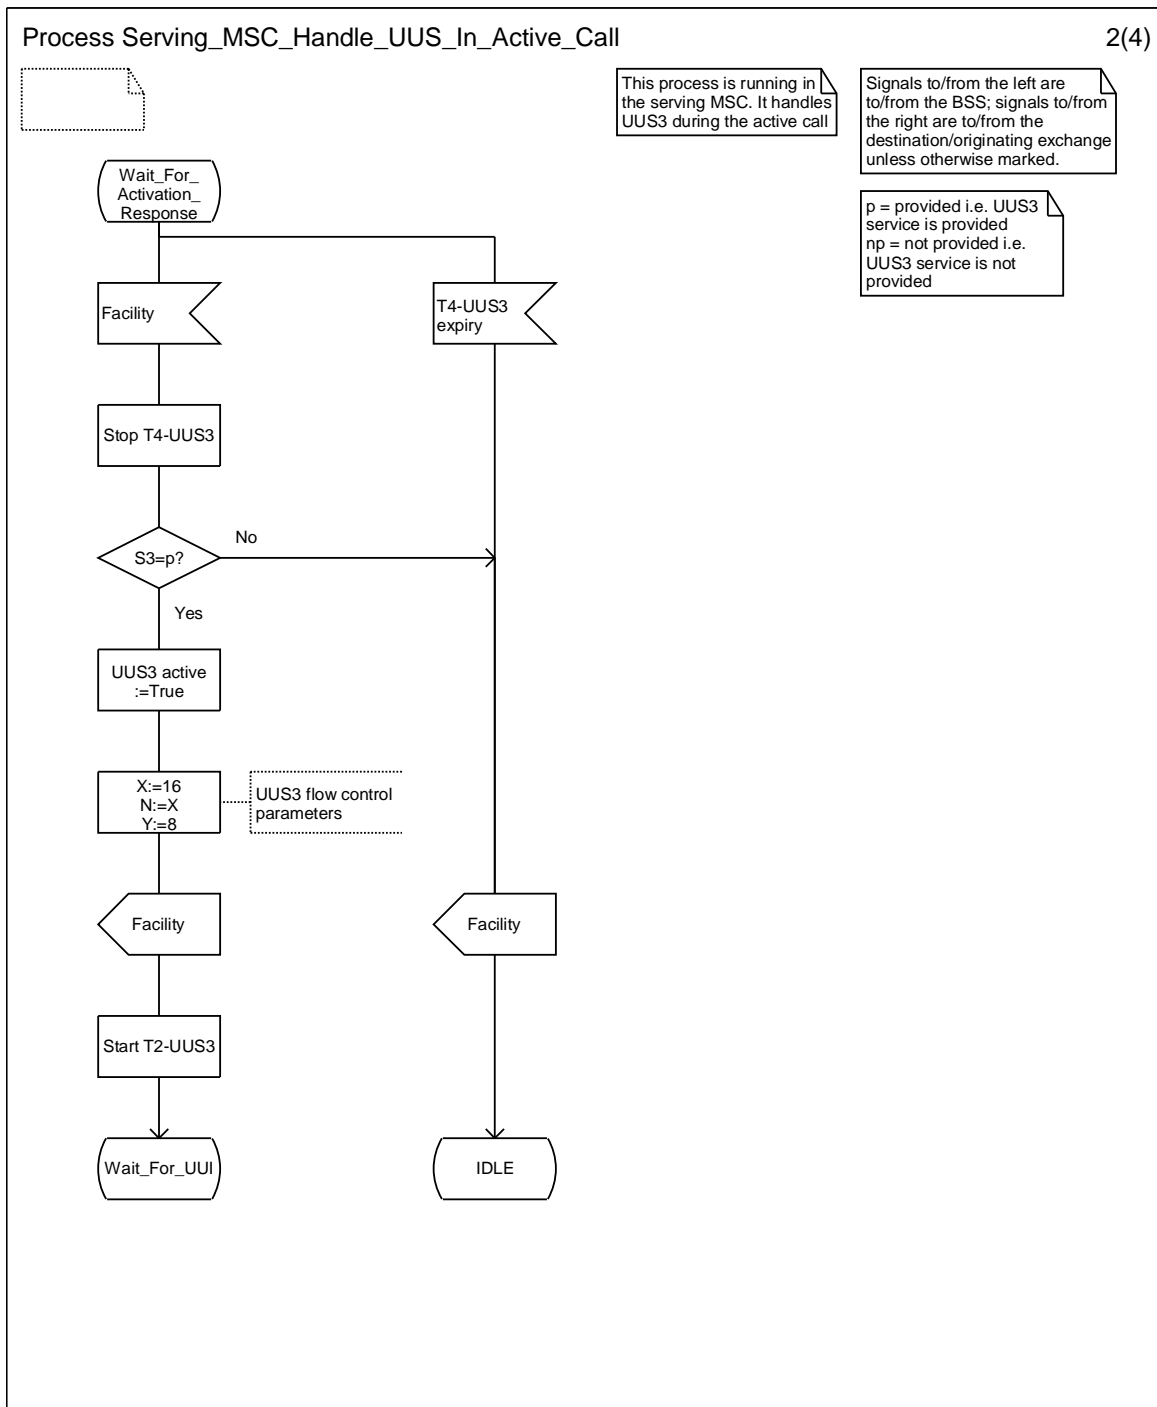 Process Serving_MSC_Handle_UUS_In_Active_Call
2(4)
This process is running in
the serving MSC. It handles
UUS3 during the active call
Signals to/from the left are
to/from the BSS; signals to/from
the right are to/from the
destination/originating exchange
unless otherwise marked.
p = provided i.e. UUS3
service is provided
np = not provided i.e.
UUS3 service is not
provided
Wait_For_
Activation_
Response
Facility
T4-UUS3
expiry
Stop T4-UUS3
S3=p?
No
Yes
UUS3 active
:=True
X:=16
N:=X
Y:=8
UUS3 flow control
parameters
Facility
Facility
Start T2-UUS3
Wait_For_UUI
IDLE